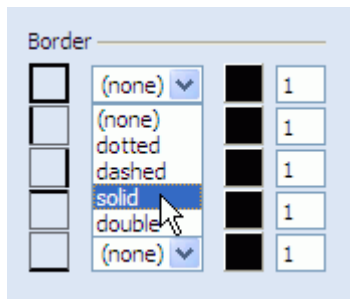 Border
(none) 1
(none) 1
dotted
dashed 1
solid
double 1
(none) 1